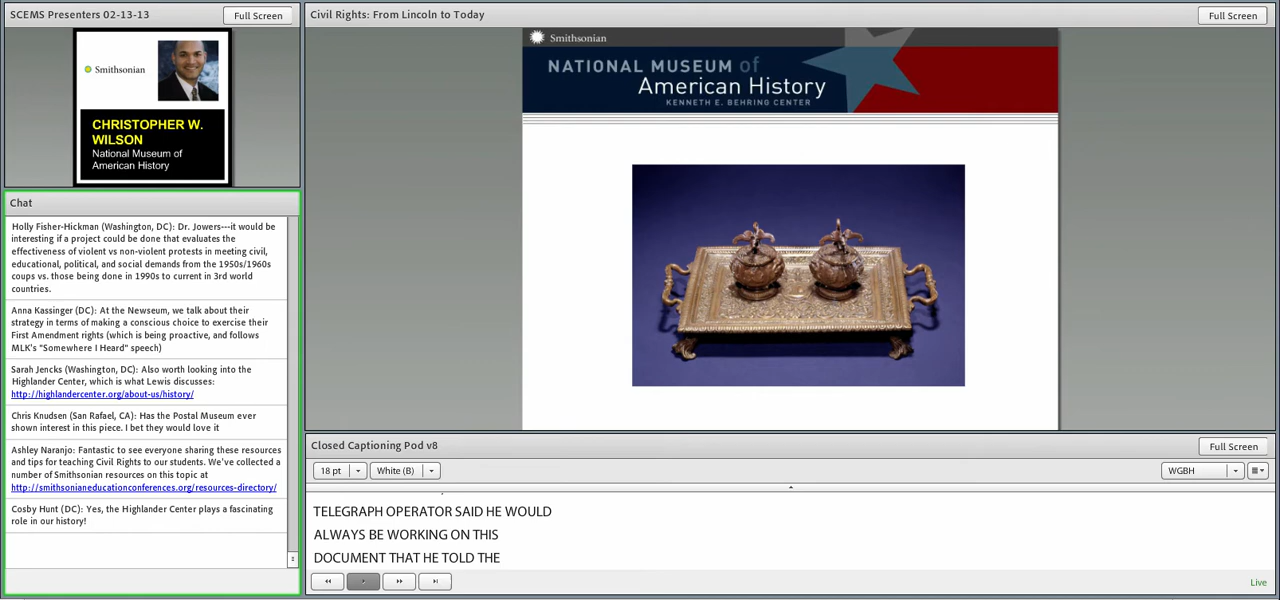 SCEMS Presenters 02-13-13
Full Screen
Smithsonian
CHRISTOPHER W.
WILSON
National Museum of
American History
Chat
Holly Fisher-Hickman (Washington, DC): Dr. Jowers---it would be
interesting if a project could be done that evaluates the
effectiveness of violent vs non-violent protests in meeting civil,
educational, political, and social demands from the 1950s/1960s
coups vs. those being done in 1990s to current in 3rd world
countries.
Anna Kassinger (DC): At the Newseum, we talk about their
strategy in terms of making a conscious choice to exercise their
First Amendment rights (which is being proactive, and follows
MLK's "Somewhere I Heard" speech)
Sarah Jencks (Washington, DC): Also worth looking into the
Highlander Center, which is what Lewis discusses:
http://highlandercenter.org/about-us/history/
Chris Knudsen (San Rafael, CA): Has the Postal Museum ever
shown interest in this piece. I bet they would love it
Ashley Naranjo: Fantastic to see everyone sharing these resources
and tips for teaching Civil Rights to our students. We've collected a
number of Smithsonian resources on this topic at
http://smithsonianeducationconferences.org/resources-directory/
Cosby Hunt (DC): Yes, the Highlander Center plays a fascinating
role in our history!
Civil Rights: From Lincoln to Today
Full Screen
Smithsonian
NATIONAL MUSEUM of
American History
KENNETH E. BEHRING CENTER
Closed Captioning Pod v8
Full Screen
18 pt
White (B)
WGBH
TELEGRAPH OPERATOR SAID HE WOULD
ALWAYS BE WORKING ON THIS
DOCUMENT THAT HE TOLD THE
Live